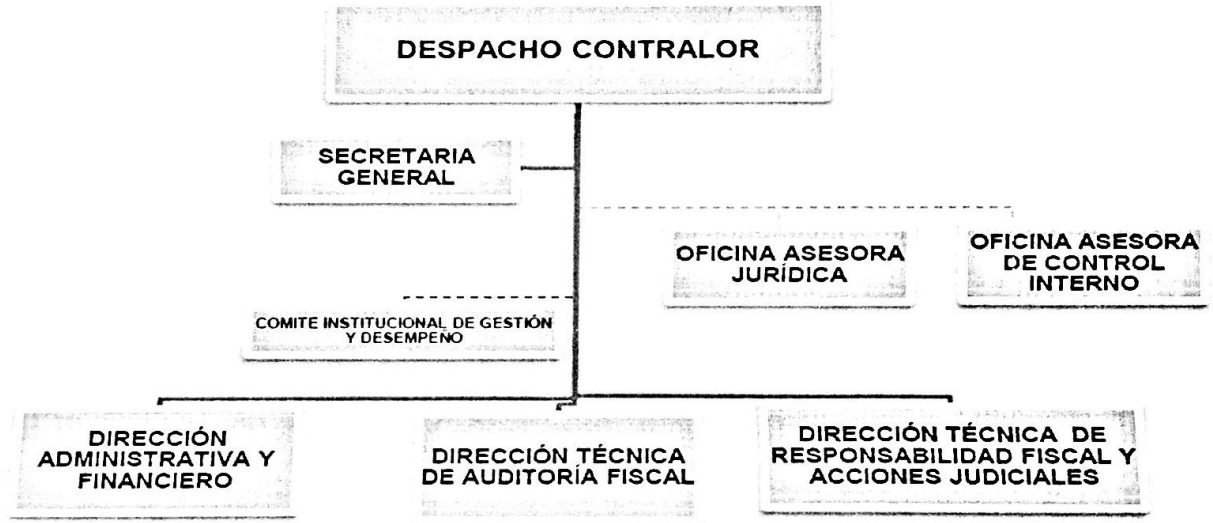 DESPACHO CONTRALOR
SECRETARIA
GENERAL
OFICINA ASESORA
JURÍDICA
OFICINA ASESORA
DE CONTROL
INTERNO
COMITE INSTITUCIONAL DE GESTIÓN
Y DESEMPEÑO
DIRECCIÓN
ADMINISTRATIVA Y
FINANCIERO
DIRECCIÓN TÉCNICA
DE AUDITORÍA FISCAL
DIRECCIÓN TÉCNICA DE
RESPONSABILIDAD FISCAL Y
ACCIONES JUDICIALES